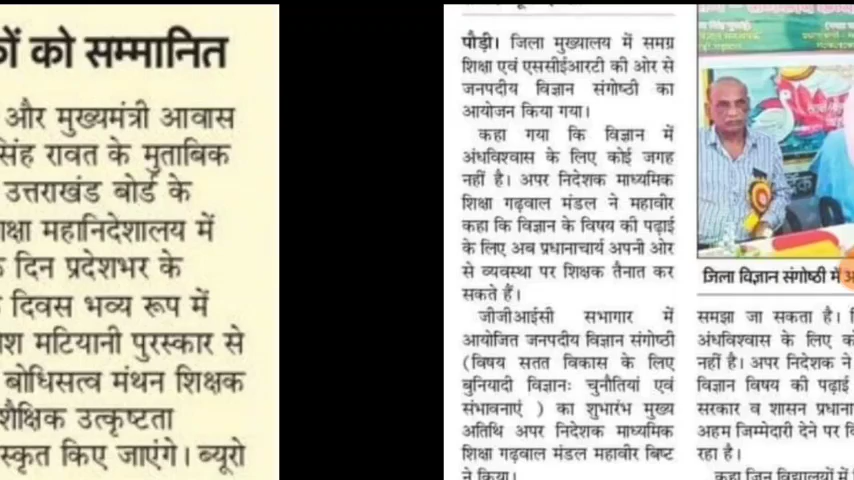 को सम्मानित
और मुख्यमंत्री आवास
सिंह रावत के मुताबिक
उत्तराखंड बोर्ड के
महानिदेशालय में
दिन प्रदेशभर के
दिवस भव्य रूप में
मटियानी पुरस्कार से
बोधिसत्व मंथन शिक्षक
शैक्षिक उत्कृष्टता
किए जाएंगे। ब्यूरो
पौड़ी। जिला मुख्यालय में समग्र
शिक्षा एवं एससीईआरटी की ओर से
जनपदीय विज्ञान संगोष्ठी का
आयोजन किया गया।
कहा गया कि विज्ञान में
अंधविश्वास के लिए कोई जगह
नहीं है। अपर निदेशक माध्यमिक
शिक्षा गढ़वाल मंडल ने महावीर
कहा कि विज्ञान के विषय की पढ़ाई
के लिए अब प्रधानाचार्य अपनी ओर
से व्यवस्था पर शिक्षक तैनात कर
सकते हैं।
जीजीआईसी सभागार में
आयोजित जनपदीय विज्ञान संगोष्ठी
(विषय सतत विकास के लिए
बुनियादी विज्ञानः चुनौतियां एवं
संभावनाएं ) का शुभारंभ मुख्य
अतिथि अपर निदेशक माध्यमिक
शिक्षा गढ़वाल मंडल महावीर बिष्ट
ने किया।
जिला विज्ञान संगोष्ठी में
समझा जा सकता है।
अंधविश्वास के लिए
नहीं है। अपर निदेशक ने
विज्ञान विषय की पढ़ाई
सरकार व शासन प्रधाना
अहम जिम्मेदारी देने पर
रहा है।
कहा जिन विद्यालयों में